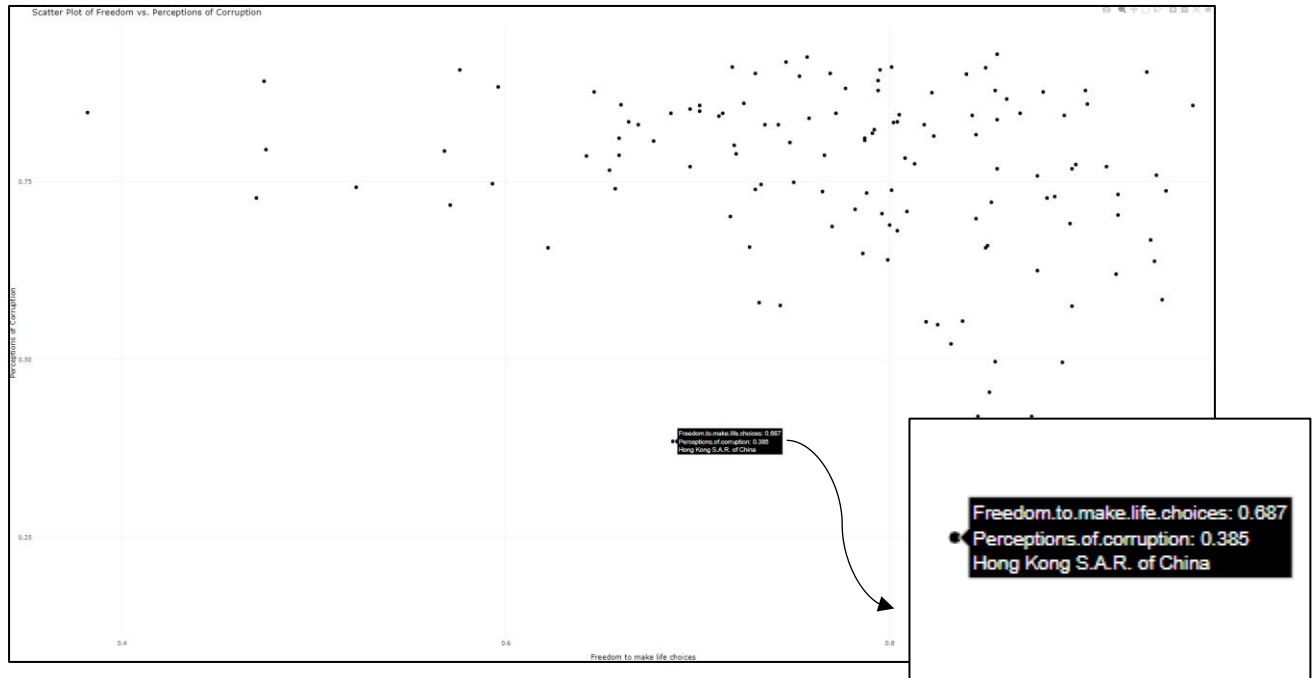 Scatter Plot of Freedom vs. Perceptions of Corruption
0.75
Perceptions of Corruption
0.50
0.25
Freedom.to.make.life.choices: 0.687
Perceptions.of.corruption: 0.385
Hong Kong S.A.R. of China
0.4
0.6
0.8
Freedom to make life choices
Freedom.to.make.life.choices: 0.687
Perceptions.of.corruption: 0.385
Hong Kong S.A.R. of China